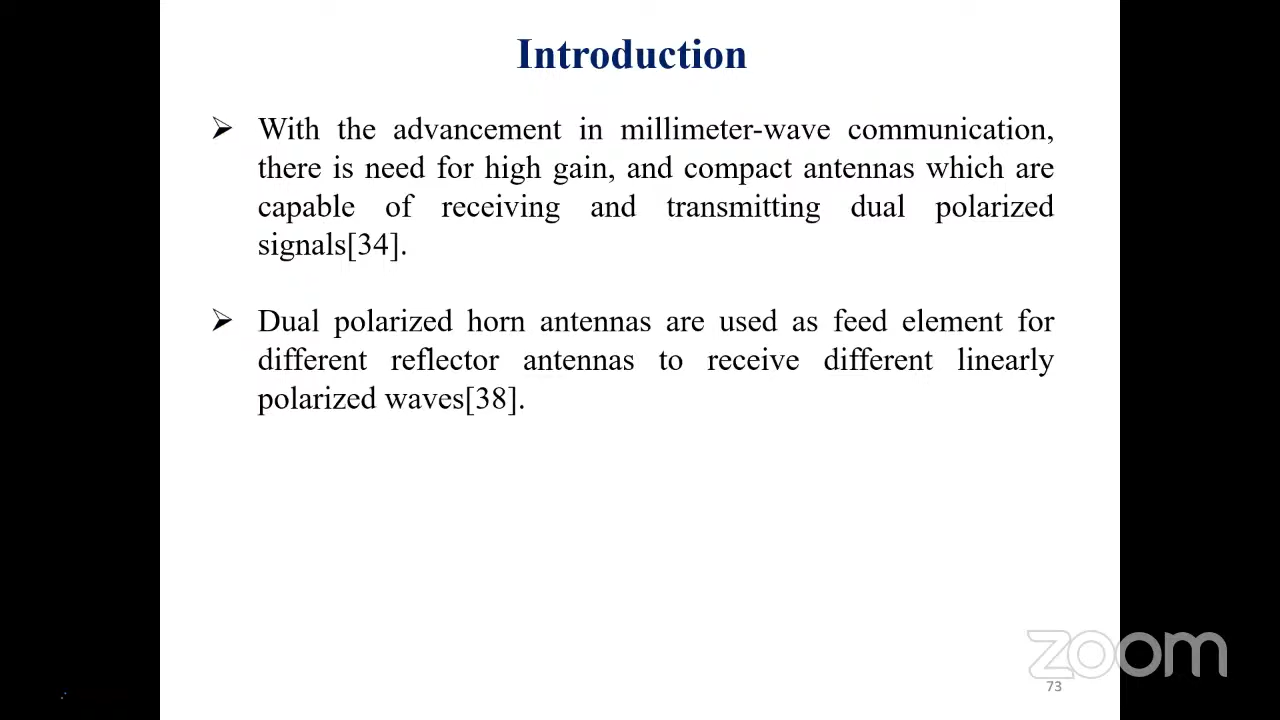 Introduction
With the advancement in millimeter-wave communication,
there is need for high gain, and compact antennas which are
capable of receiving and transmitting dual polarized
signals[34].
Dual polarized horn antennas are used as feed element for
different reflector antennas to receive different linearly
polarized waves[38].
zoom
73